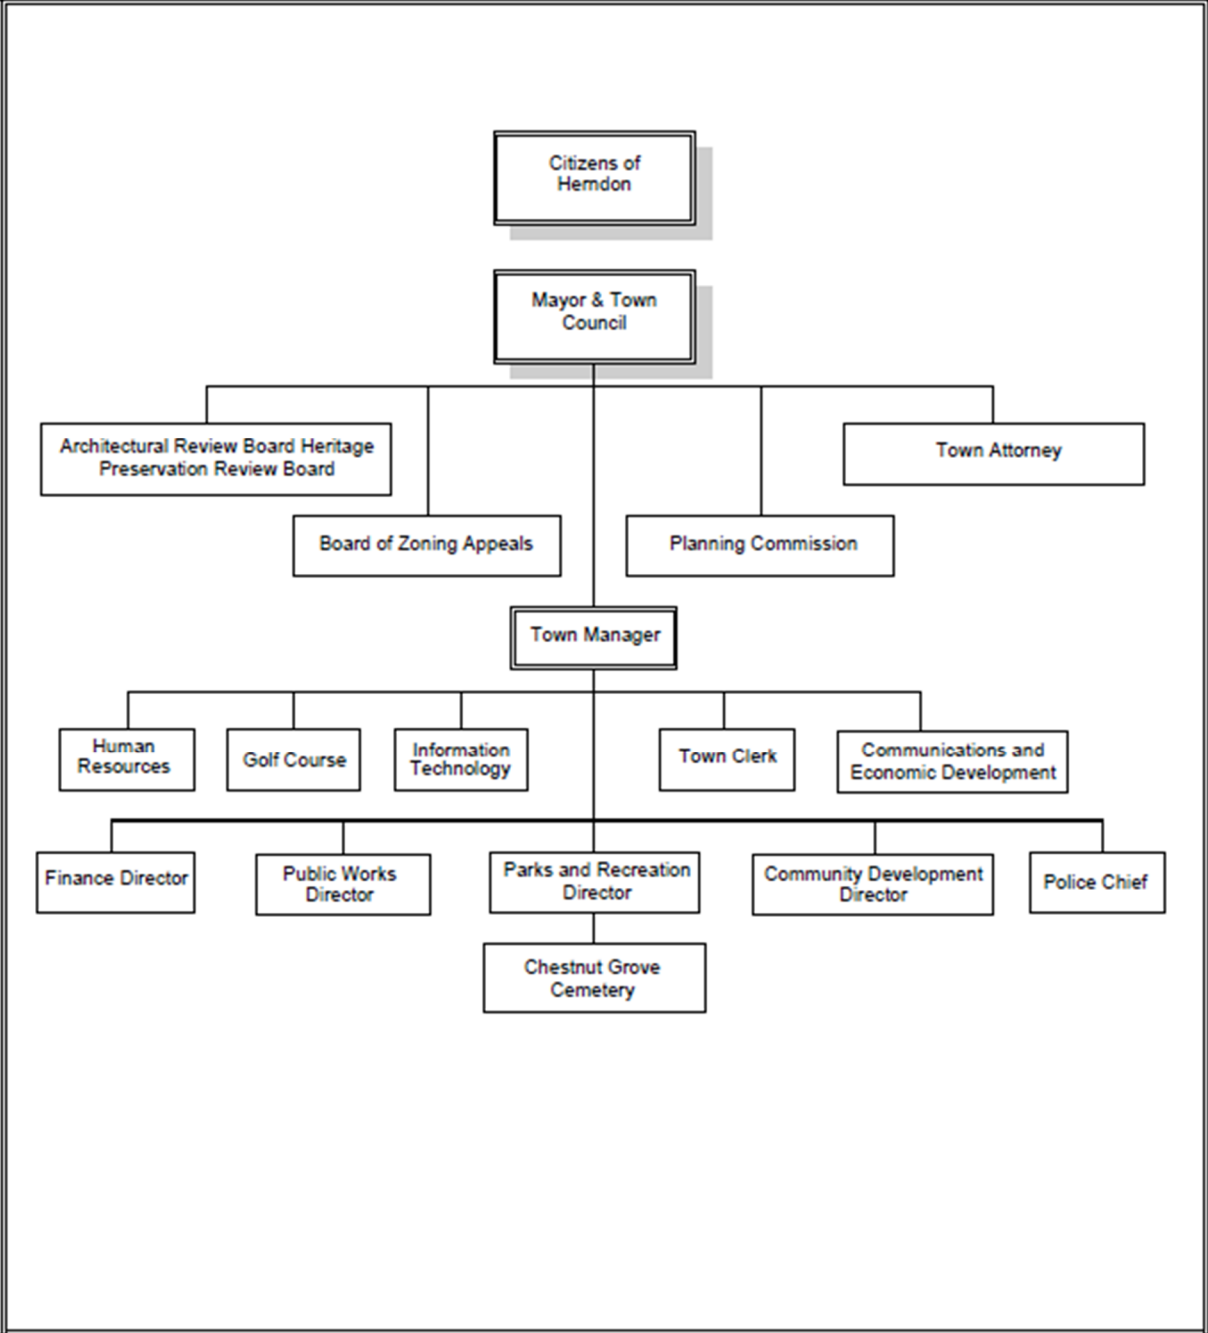 Citizens of
Herndon
Mayor & Town
Council
Architectural Review Board Heritage
Preservation Review Board
Town Attorney
Board of Zoning Appeals
Planning Commission
Town Manager
Human
Resources
Golf Course
Information
Technology
Town Clerk
Communications and
Economic Development
Finance Director
Public Works
Director
Parks and Recreation
Director
Community Development
Director
Police Chief
Chestnut Grove
Cemetery